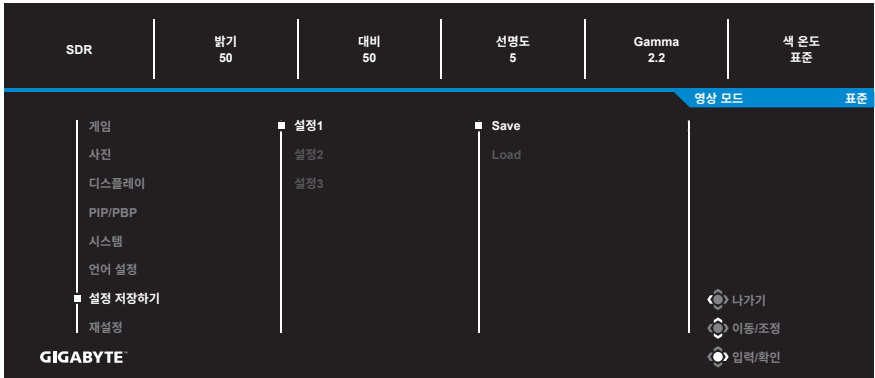 SDR 밝기 대비 선명도 Gamma 색 온도
50 50 5 2.2 표준
영상 모드 표준
게임 설정1 Save
사진 설정2 Load
디스플레이 설정3
PIP/PBP
시스템
언어 설정
설정 저장하기 나가기
재설정 이동/조정
GIGABYTE™ 입력/확인